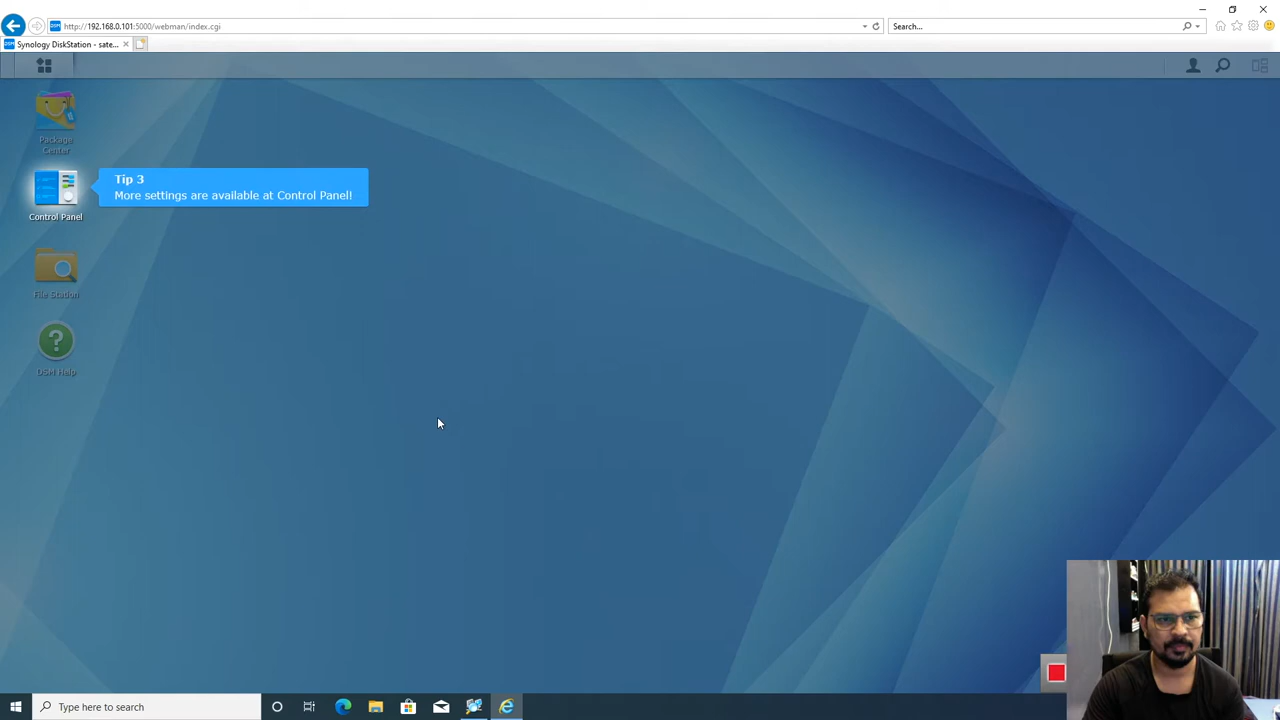 http://192.168.0.101:5000/webman/index.cgi
Search...
DSM Synology DiskStation - sate...
Package
Center
Tip 3
More settings are available at Control Panel!
Control Panel
File Station
DSM Help
Type here to search